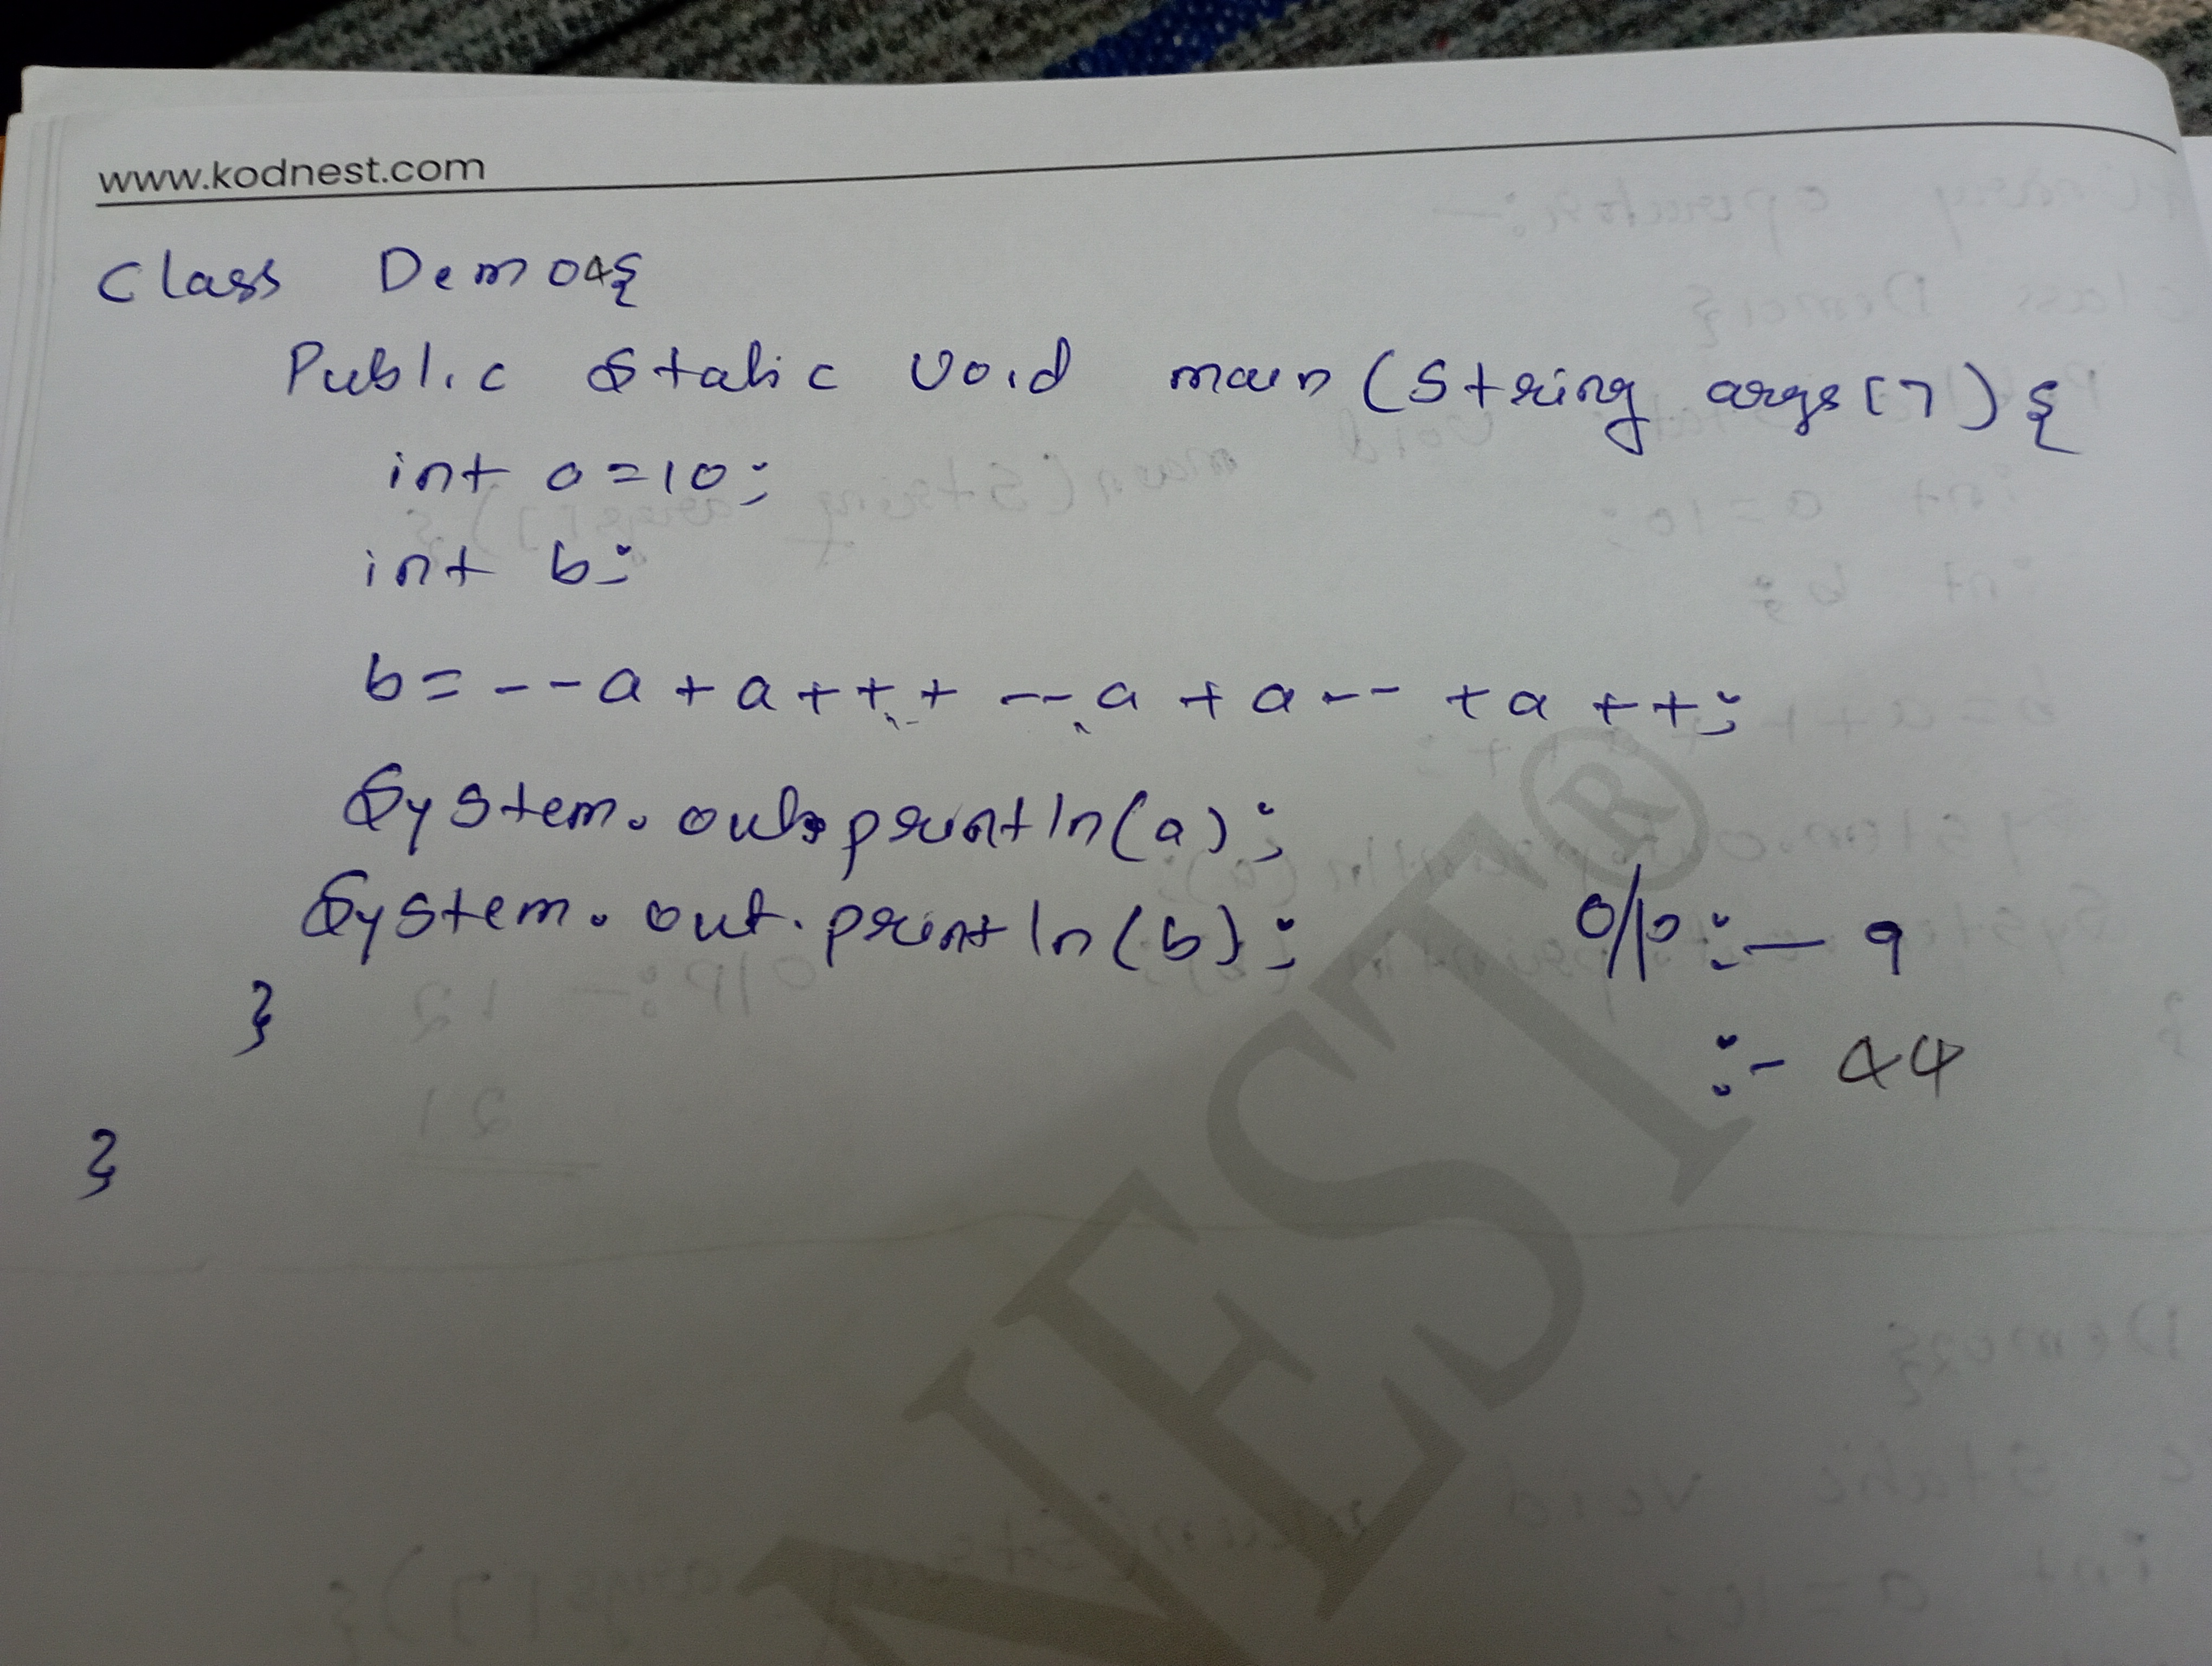 www.kodnest.com
Class Demo4{
Public Static Void main (String args[]) {
int a=10;
int b;
b= --a + a++ + --a + a-- + a ++;
System.out.println(a);
System.out.println(b);
O/p :- 9
:- 44
}
}
NEST®